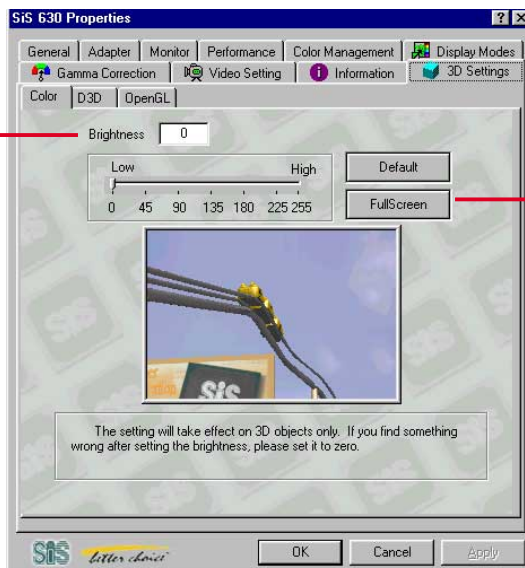 SiS 630 Properties
General Adapter Monitor Performance Color Management Display Modes
Gamma Correction Video Setting Information 3D Settings
Color D3D OpenGL
Brightness 0
Low High
0 45 90 135 180 225 255
Default
FullScreen
SiS
The setting will take effect on 3D objects only. If you find something
wrong after setting the brightness, please set it to zero.
SiS better choice OK Cancel Apply